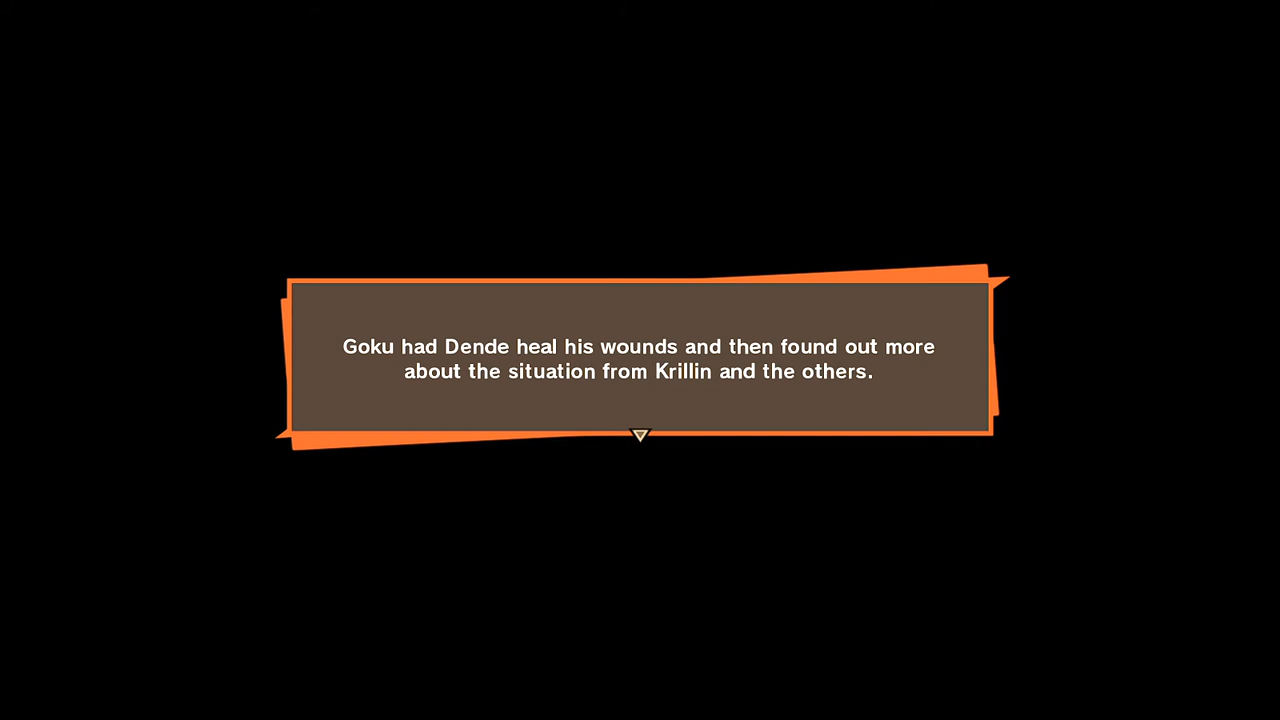 Goku had Dende heal his wounds and then found out more
about the situation from Krillin and the others.